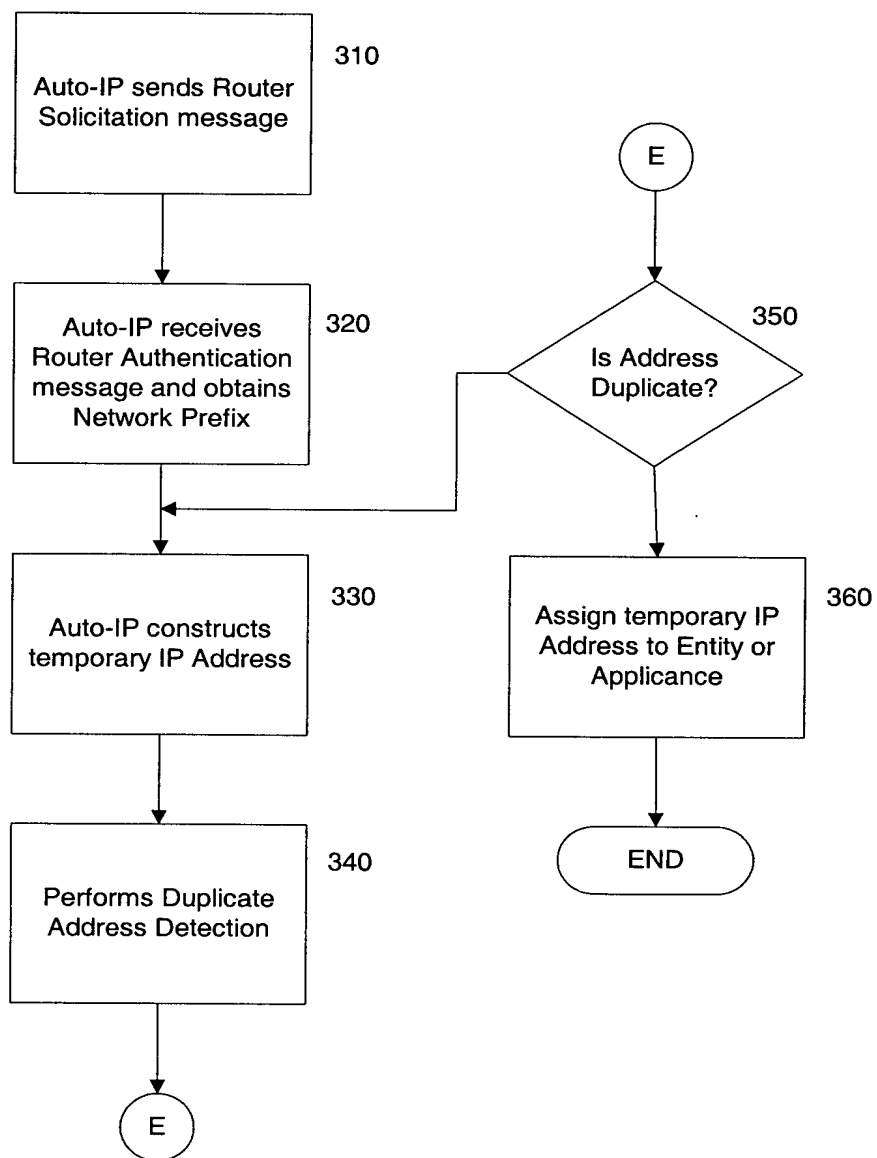 310
Auto-IP sends Router
Solicitation message
320
Auto-IP receives
Router Authentication
message and obtains
Network Prefix
330
Auto-IP constructs
temporary IP Address
340
Performs Duplicate
Address Detection
E
E
350
Is Address
Duplicate?
360
Assign temporary IP
Address to Entity or
Applicance
END